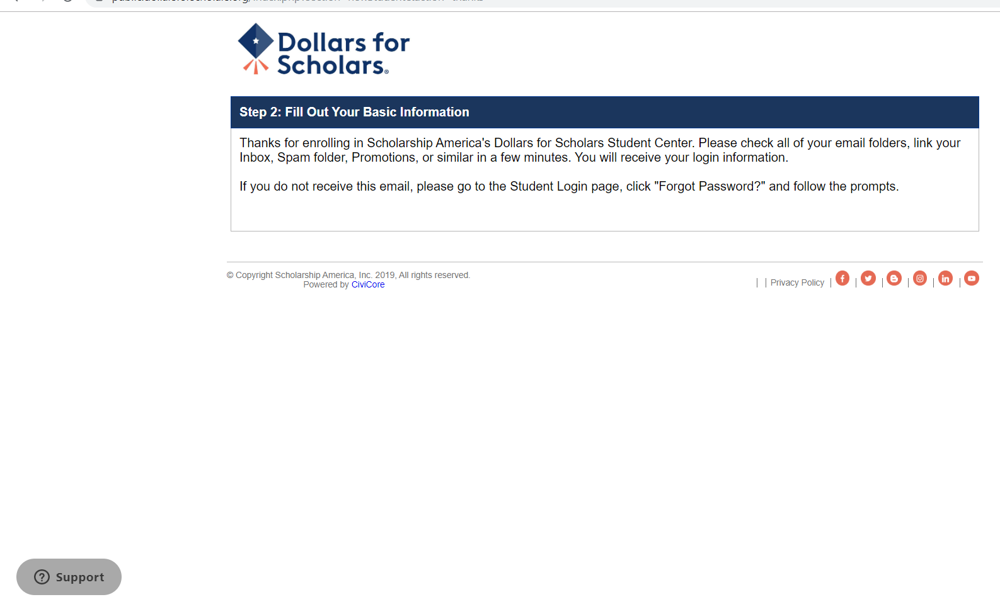 Dollars for
Scholars®
Step 2: Fill Out Your Basic Information
Thanks for enrolling in Scholarship America's Dollars for Scholars Student Center. Please check all of your email folders, link your
Inbox, Spam folder, Promotions, or similar in a few minutes. You will receive your login information.
If you do not receive this email, please go to the Student Login page, click "Forgot Password?" and follow the prompts.
© Copyright Scholarship America, Inc. 2019, All rights reserved.
Powered by CiviCore
| | Privacy Policy | | | | | |
Support